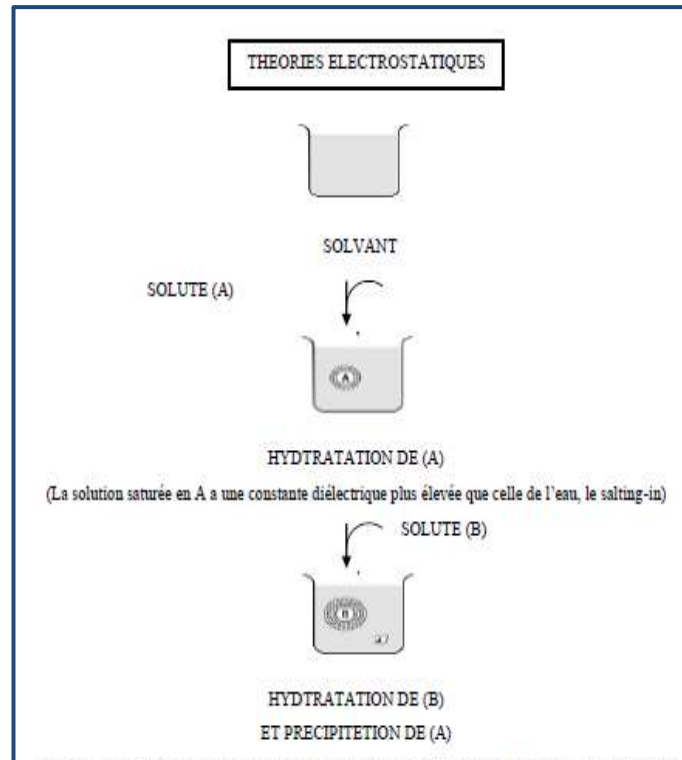 THEORIES ELECTROSTATIQUES
SOLVANT
SOLUTE (A)
A
HYDTRATATION DE (A)
(La solution saturée en A a une constante diélectrique plus élevée que celle de l'eau, le salting-in)
SOLUTE (B)
B
HYDTRATATION DE (B)
ET PRECIPITETION DE (A)